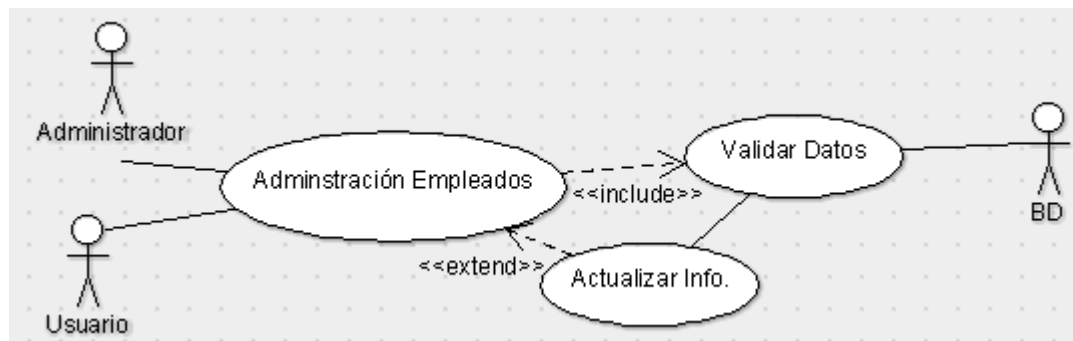 Administrador
Validar Datos
Adminstración Empleados
<<include>>
BD
<<extend>>
Actualizar Info.
Usuario